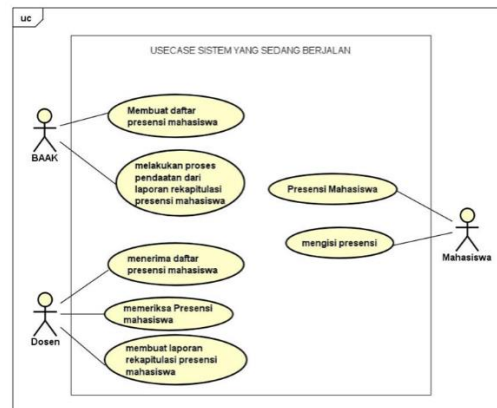 uc
USECASE SISTEM YANG SEDANG BERJALAN
Membuat daftar
presensi mahasiswa
BAAK
melakukan proses
pendaatan dari
laporan rekapitulasi
presensi mahasiswa
Presensi Mahasiswa
mengisi presensi
Mahasiswa
menerima daftar
presensi mahasiswa
memeriksa Presensi
mahasiswa
Dosen
membuat laporan
rekapitulasi presensi
mahasiswa